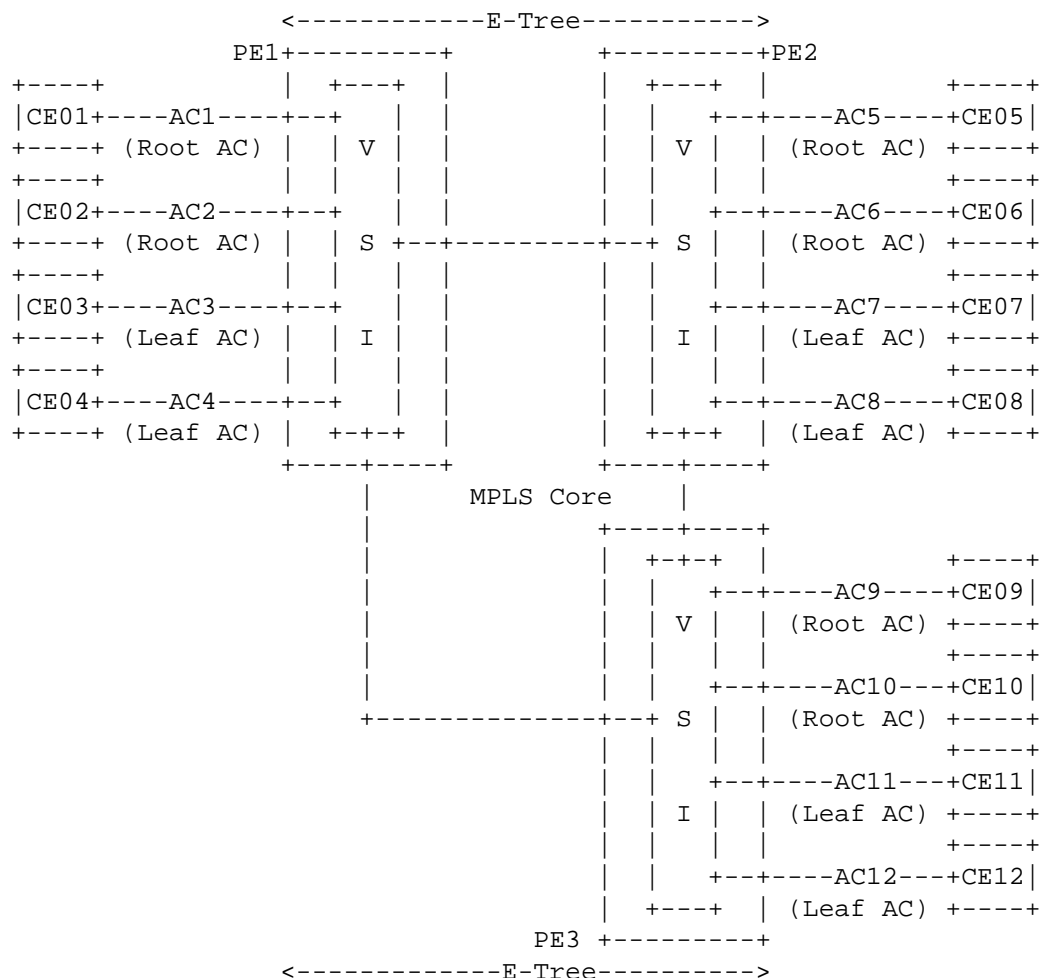 <------------E-Tree----------->
PE1+---------+         +---------+PE2
+----+           |  +---+  |         |  +---+  |           +----+
|CE01+----AC1----+--+   |  |         |  |   +--+----AC5----+CE05|
+----+ (Root AC) |  | V |  |         |  | V |  | (Root AC) +----+
+----+           |  |   |  |         |  |   |  |           +----+
|CE02+----AC2----+--+   |  |         |  |   +--+----AC6----+CE06|
+----+ (Root AC) |  | S +--+---------+--+ S |  | (Root AC) +----+
+----+           |  |   |  |         |  |   |  |           +----+
|CE03+----AC3----+--+   |  |         |  |   +--+----AC7----+CE07|
+----+ (Leaf AC) |  | I |  |         |  | I |  | (Leaf AC) +----+
+----+           |  |   |  |         |  |   |  |           +----+
|CE04+----AC4----+--+   |  |         |  |   +--+----AC8----+CE08|
+----+ (Leaf AC) |  +-+-+  |         |  +-+-+  | (Leaf AC) +----+
+----+----+         +----+----+
|    MPLS Core    |
|              +----+----+
|              |  +-+-+  |           +----+
|              |  |   +--+----AC9----+CE09|
|              |  | V |  | (Root AC) +----+
|              |  |   |  |           +----+
|              |  |   +--+----AC10---+CE10|
+--------------+--+ S |  | (Root AC) +----+
|  |   |  |           +----+
|  |   +--+----AC11---+CE11|
|  | I |  | (Leaf AC) +----+
|  |   |  |           +----+
|  |   +--+----AC12---+CE12|
|  +---+  | (Leaf AC) +----+
PE3 +---------+
<-------------E-Tree---------->